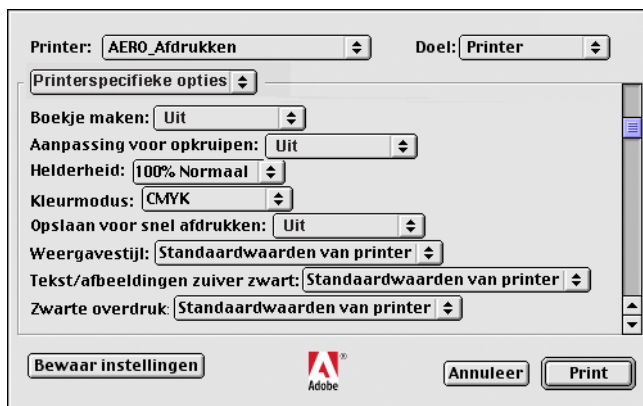 Printer: AERO_Afdrukken Doel: Printer
Printerspecifieke opties
Boekje maken: Uit
Aanpassing voor opkruipen: Uit
Helderheid: 100% Normaal
Kleurmodus: CMYK
Opslaan voor snel afdrukken: Uit
Weergavestijl: Standaardwaarden van printer
Tekst/afbeeldingen zuiver zwart: Standaardwaarden van printer
Zwarte overdruk: Standaardwaarden van printer
Bewaar instellingen Adobe® Annuleer Print